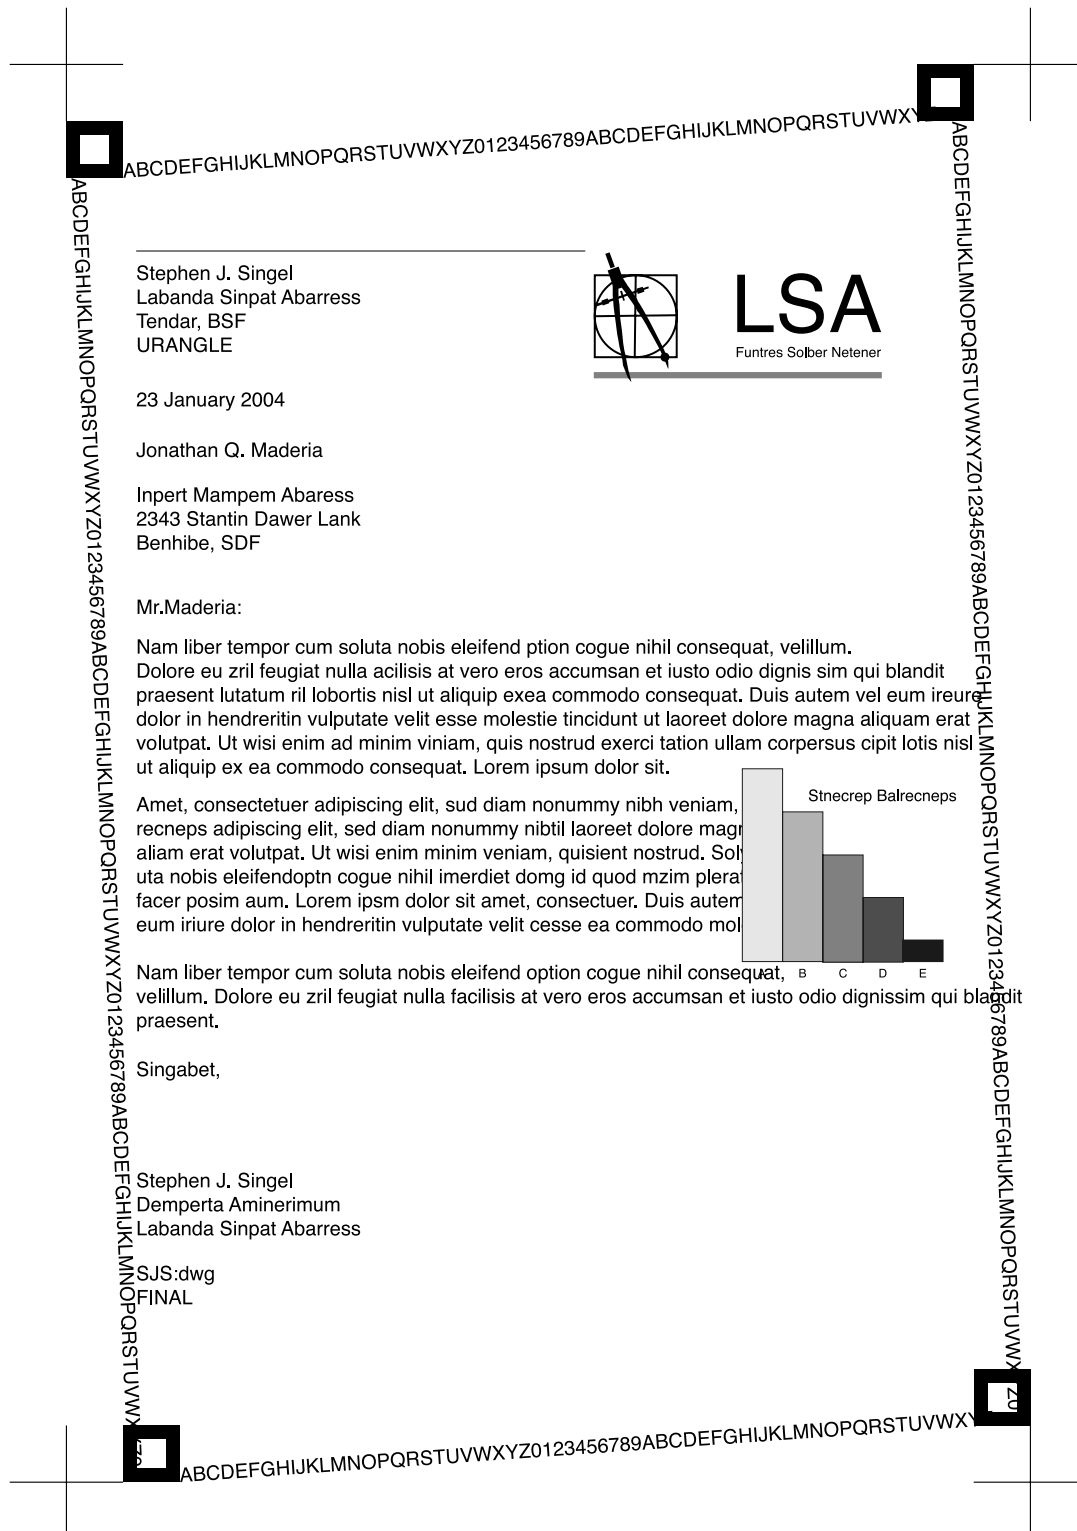 ABCDEFGHIJKLMNOPQRSTUVWXYZ0123456789ABCDEFGHIJKLMNOPQRSTUVWXY
ABCDEFGHIJKLMNOPQRSTUVWXYZ0123456789ABCDEFGHIJKLMNOPQRSTUVWXYZ0123456789ABCDEFGHIJKLMNOPQRSTUVWX
ABCDEFGHIJKLMNOPQRSTUVWXYZ0123456789ABCDEFGHIJKLMNOPQRSTUVWXYZ0123456789ABCDEFGHIJKLMNOPQRSTUVWX Z0
Stephen J. Singel
Labanda Sinpat Abarress
Tendar, BSF
URANGLE
LSA
Funtres Solber Netener
23 January 2004
Jonathan Q. Maderia
Inpert Mampem Abaress
2343 Stantin Dawer Lank
Benhibe, SDF
Mr.Maderia:
Nam liber tempor cum soluta nobis eleifend ption cogue nihil consequat, velillum.
Dolore eu zril feugiat nulla acilisis at vero eros accumsan et iusto odio dignis sim qui blandit
praesent lutatum ril lobortis nisl ut aliquip exea commodo consequat. Duis autem vel eum ireure
dolor in hendreritin vulputate velit esse molestie tincidunt ut laoreet dolore magna aliquam erat
volutpat. Ut wisi enim ad minim viniam, quis nostrud exerci tation ullam corpersus cipit lotis nisl
ut aliquip ex ea commodo consequat. Lorem ipsum dolor sit.
Amet, consectetuer adipiscing elit, sud diam nonummy nibh veniam,
recneps adipiscing elit, sed diam nonummy nibtil laoreet dolore
aliam erat volutpat. Ut wisi enim minim veniam, quisient nostrud.
uta nobis eleifendoptn cogue nihil imerdiet domg id quod mzim
facer posim aum. Lorem ipsm dolor sit amet, consectuer. Duis autem
eum iriure dolor in hendreritin vulputate velit cesse ea commodo
Stnecrep Balrecneps
A B C D E
Nam liber tempor cum soluta nobis eleifend option cogue nihil consequat,
velillum. Dolore eu zril feugiat nulla facilisis at vero eros accumsan et iusto odio dignissim qui blandit
praesent.
Singabet,
Stephen J. Singel
Demperta Aminerimum
Labanda Sinpat Abarress
SJS:dwg
FINAL
ABCDEFGHIJKLMNOPQRSTUVWXYZ0123456789ABCDEFGHIJKLMNOPQRSTUVWXY